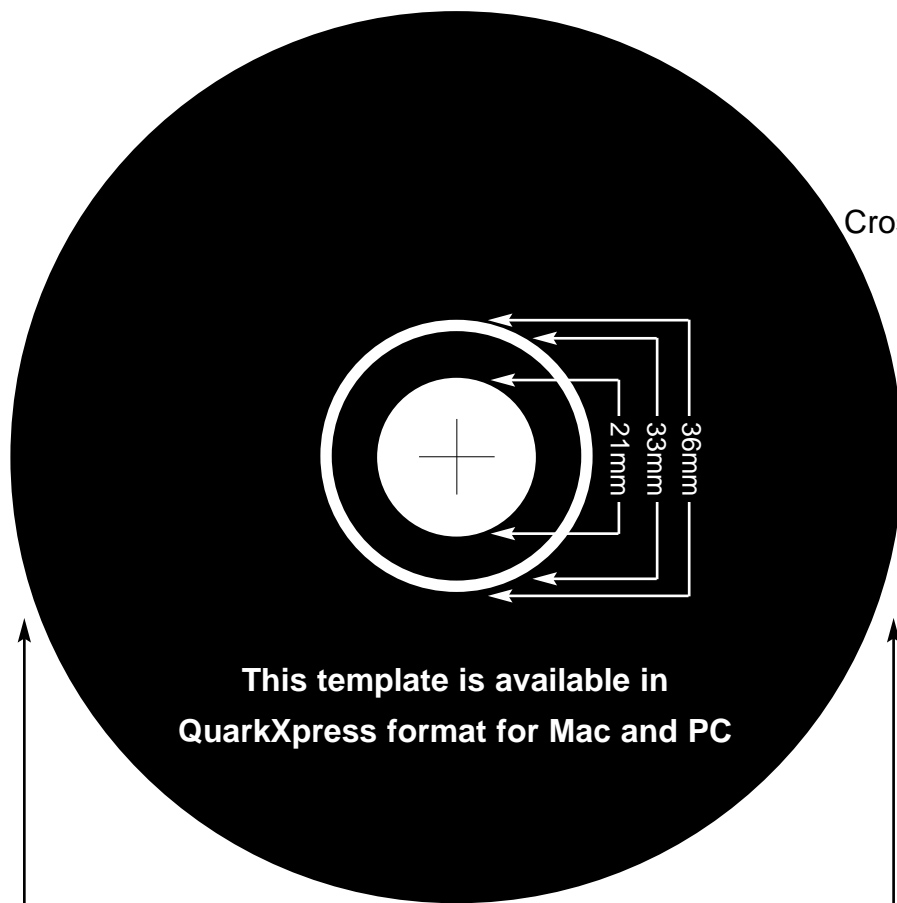 Cros
36mm
33mm
21mm
This template is available in
QuarkXpress format for Mac and PC